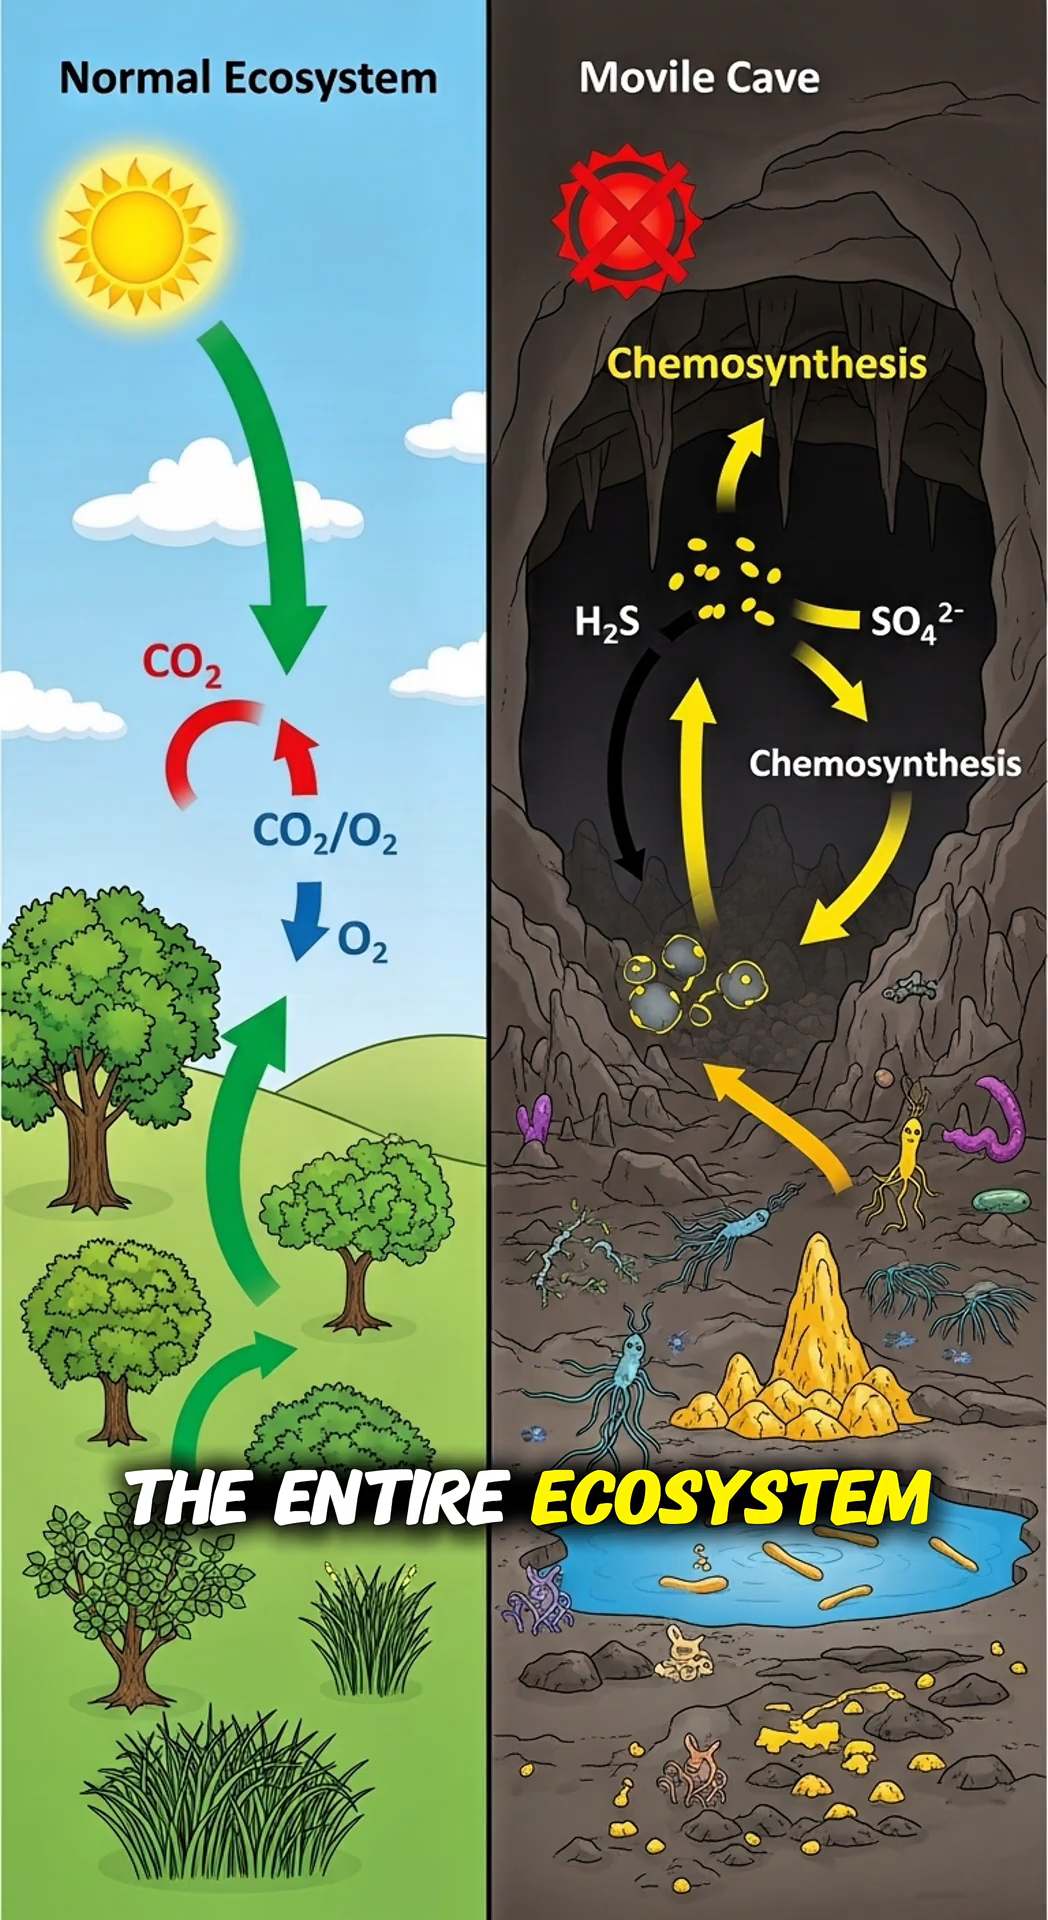 Normal Ecosystem
CO₂
CO₂/O₂
O₂
Movile Cave
Chemosynthesis
H₂S
SO₄²⁻
Chemosynthesis
THE ENTIRE ECOSYSTEM